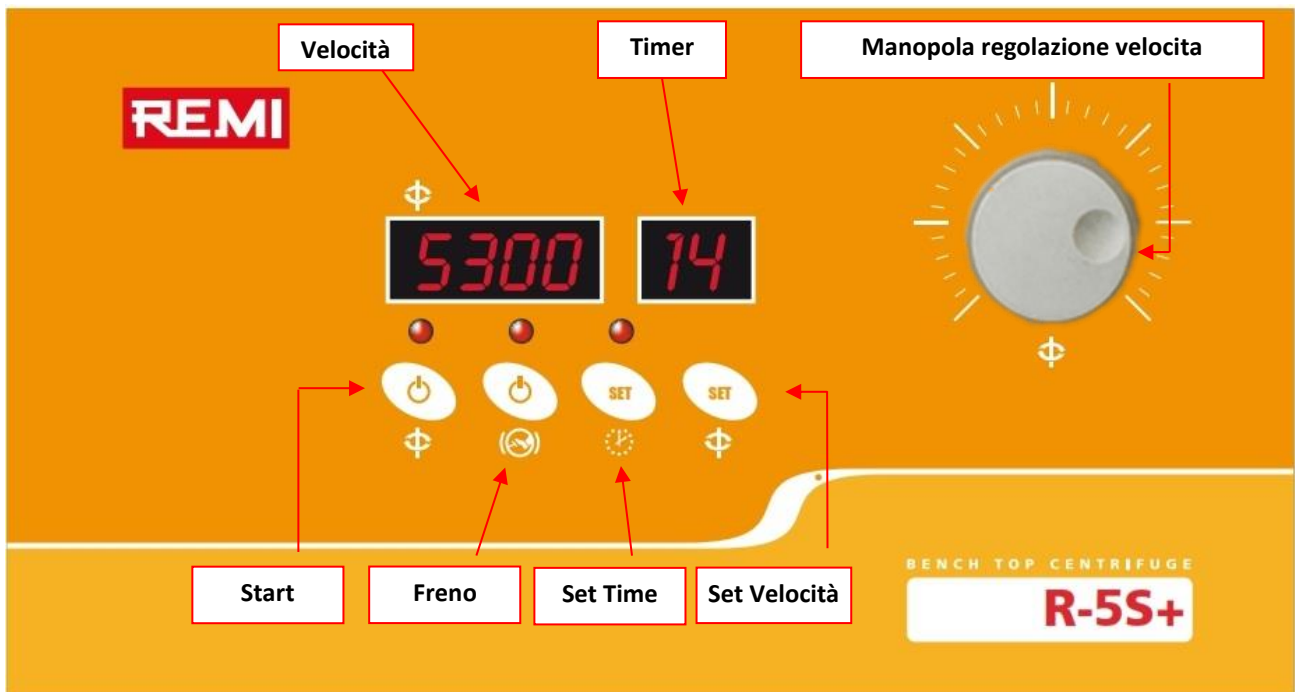 Velocità
Timer
Manopola regolazione velocita
REMI
5300
14
SET
SET
Start
Freno
Set Time
Set Velocità
BENCH TOP CENTRIFUGE
R-5S+